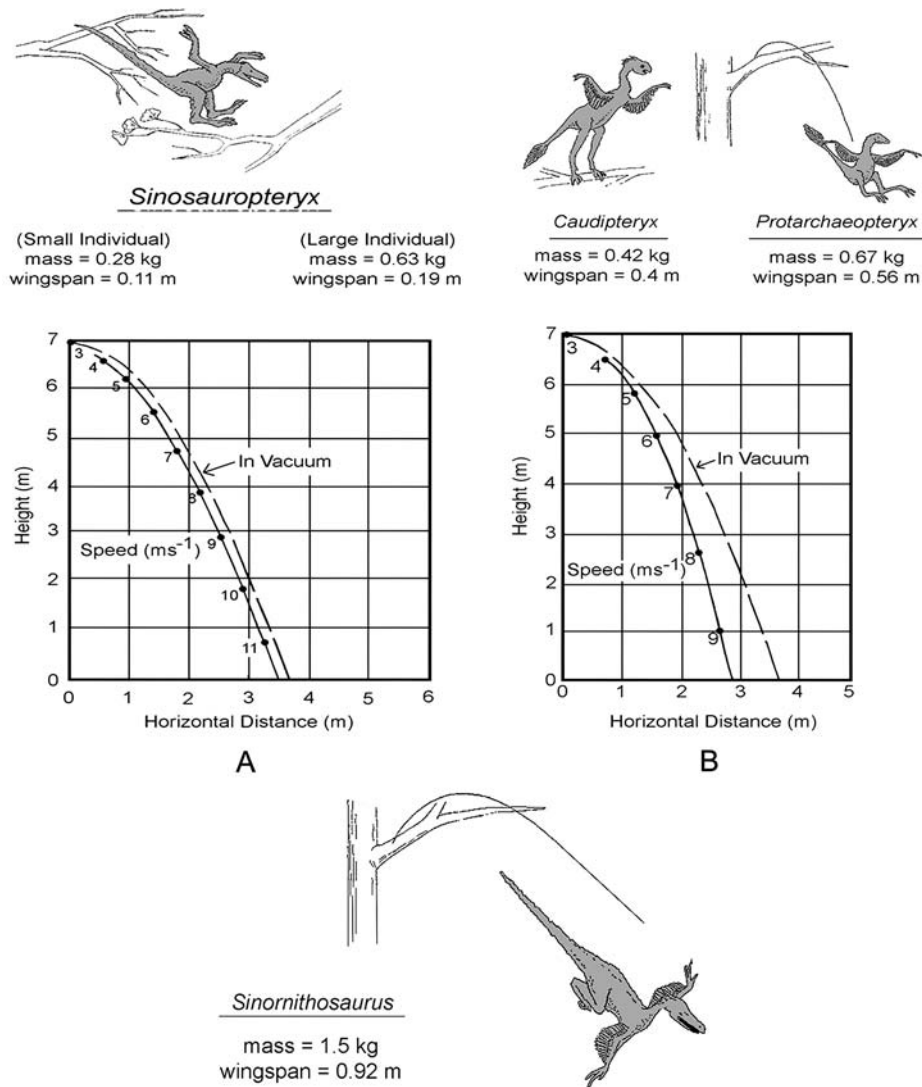 Sinosauropteryx
(Small Individual)
mass = 0.28 kg
wingspan = 0.11 m
(Large Individual)
mass = 0.63 kg
wingspan = 0.19 m
Caudipteryx
mass = 0.42 kg
wingspan = 0.4 m
Protarchaeopteryx
mass = 0.67 kg
wingspan = 0.56 m
7
6
5
4
3
2
1
0
Height (m)
3
4
5
6
7
8
9
10
11
In Vacuum
Speed (ms-1)
0 1 2 3 4 5 6
Horizontal Distance (m)
A
7
6
5
4
3
2
1
0
Height (m)
3
4
5
6
7
8
9
In Vacuum
Speed (ms-1)
0 1 2 3 4 5
Horizontal Distance (m)
B
Sinornithosaurus
mass = 1.5 kg
wingspan = 0.92 m